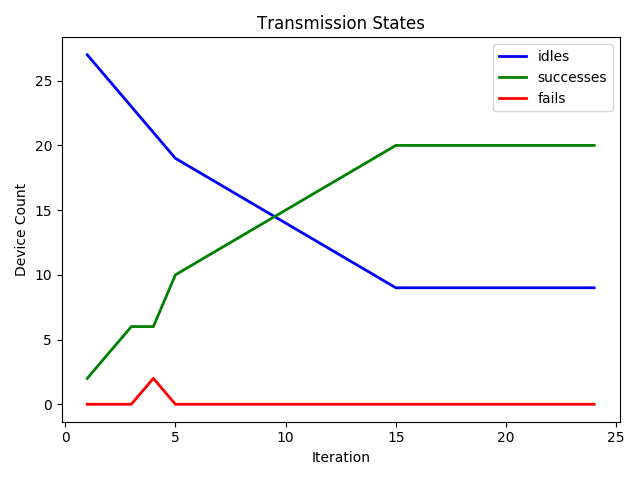 Transmission States
idles
successes
fails
Device Count
25
20
15
10
5
0
0 5 10 15 20 25
Iteration